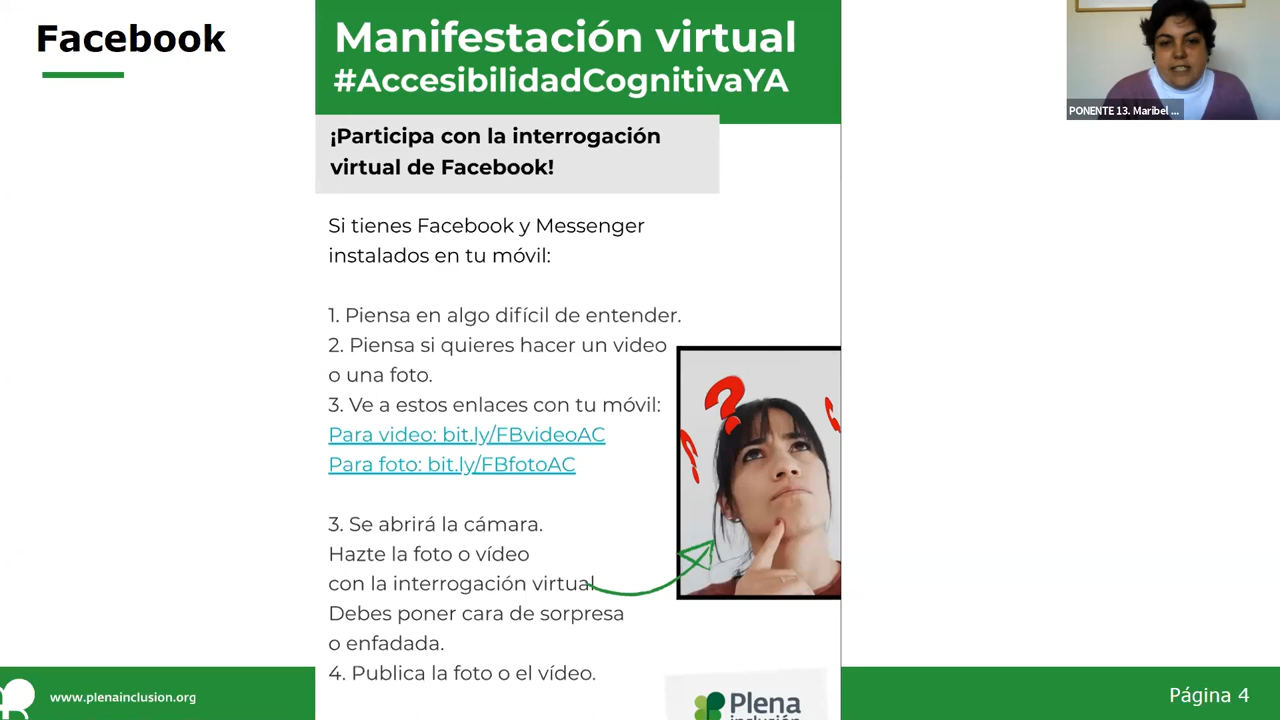 Facebook
Manifestación virtual
#AccesibilidadCognitivaYA
¡Participa con la interrogación
virtual de Facebook!
Si tienes Facebook y Messenger
instalados en tu móvil:
1. Piensa en algo difícil de entender.
2. Piensa si quieres hacer un video
o una foto.
3. Ve a estos enlaces con tu móvil:
Para video: bit.ly/FBvideoAC
Para foto: bit.ly/FBfotoAC
3. Se abrirá la cámara.
Hazte la foto o vídeo
con la interrogación virtual
Debes poner cara de sorpresa
o enfadada.
4. Publica la foto o el vídeo.
Plena
inclusión
www.plenainclusion.org
Página 4
PONENTE 13. Maribel ...